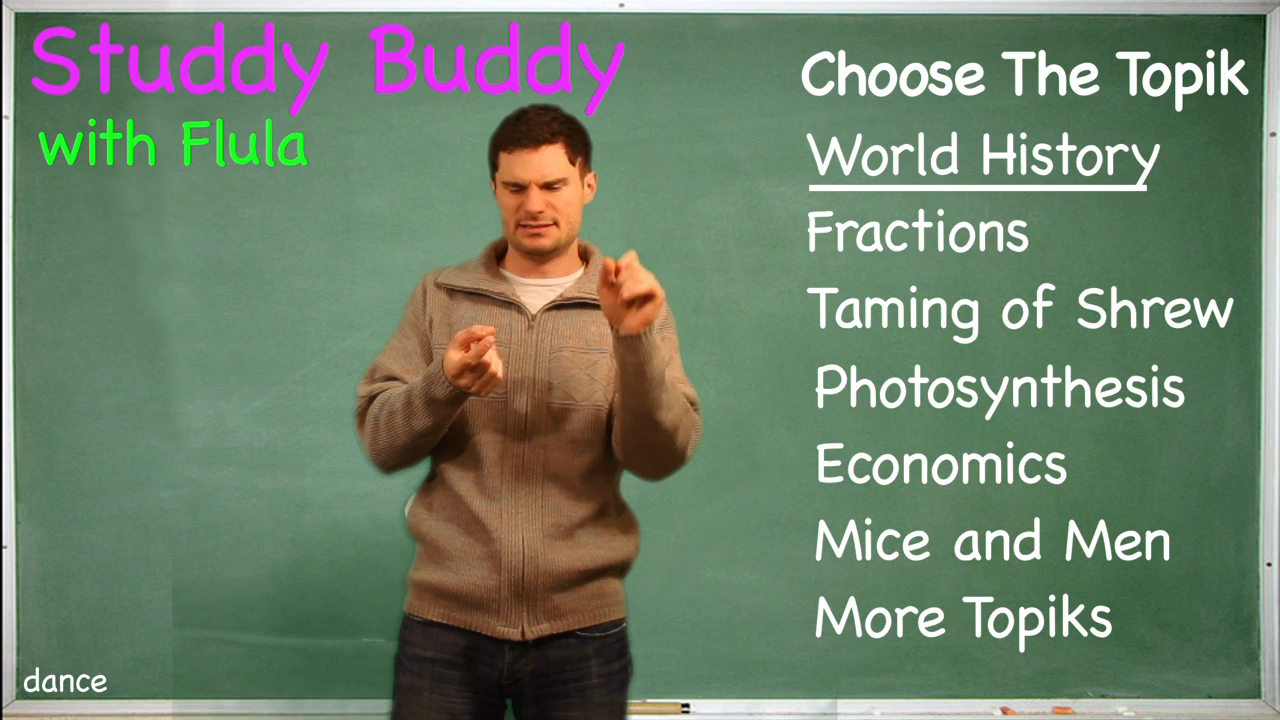 Studdy Buddy
with Flula
Choose The Topik
World History
Fractions
Taming of Shrew
Photosynthesis
Economics
Mice and Men
More Topiks
dance